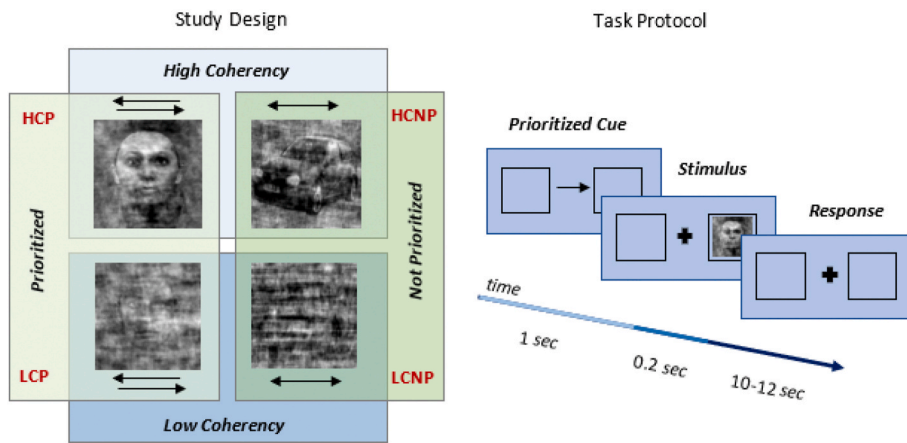 Study Design
High Coherency
HCP
HCNP
Prioritized
Not Prioritized
LCP
LCNP
Low Coherency
Task Protocol
Prioritized Cue
Stimulus
Response
time
1 sec
0.2 sec
10-12 sec